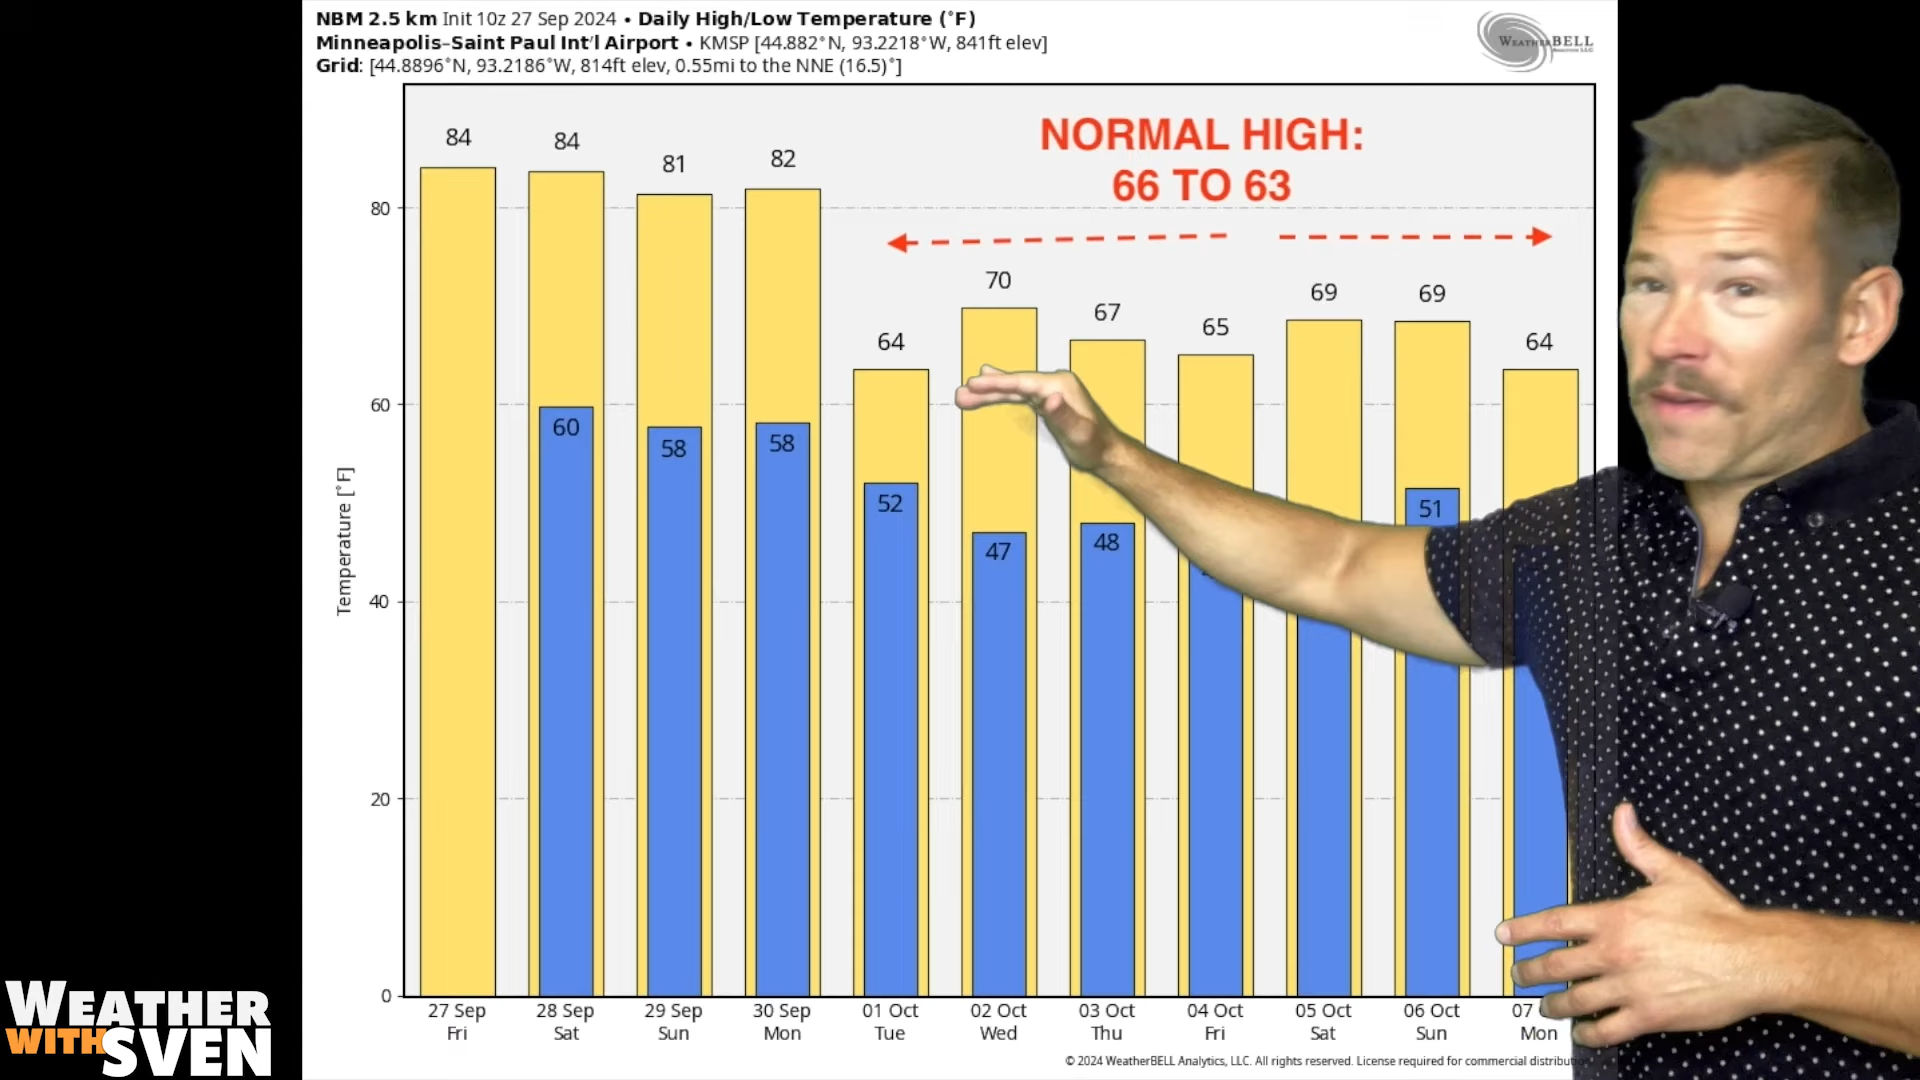 NBM 2.5 km Init 10z 27 Sep 2024 • Daily High/Low Temperature (˚F)
Minneapolis–Saint Paul Int'l Airport • KMSP [44.882˚N, 93.2218˚W, 841ft elev]
Grid: [44.8896˚N, 93.2186˚W, 814ft elev, 0.55mi to the NNE (16.5)˚]
WEATHERBELL
NORMAL HIGH:
66 TO 63
84 84 81 82 64 70 67 65 69 69 64
60 58 58 52 47 48 51
80
60
40
20
0
Temperature [˚F]
27 Sep 28 Sep 29 Sep 30 Sep 01 Oct 02 Oct 03 Oct 04 Oct 05 Oct 06 Oct 07
Fri Sat Sun Mon Tue Wed Thu Fri Sat Sun Mon
© 2024 WeatherBELL Analytics, LLC. All rights reserved. License required for commercial
WEATHER
WITH SVEN